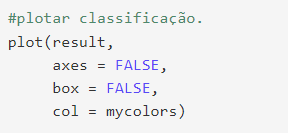 #plotar classificação.
plot(result,
     axes = FALSE,
     box = FALSE,
     col = mycolors)